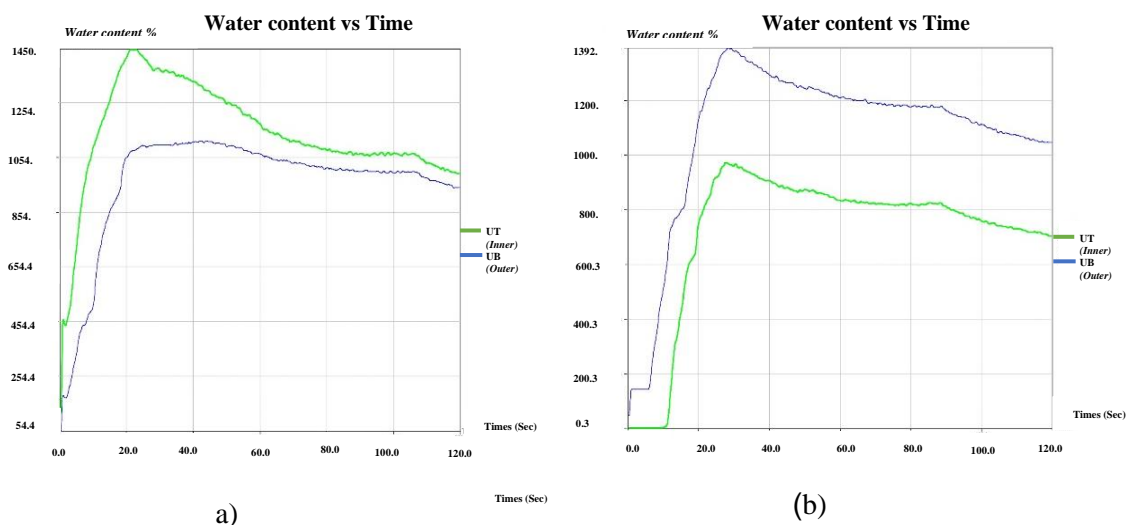 Water content vs Time
Water content %
1450.
1254.
1054.
854.
654.4
454.4
254.4
54.4
0.0 20.0 40.0 60.0 80.0 100.0 120.0
UT
(Inner)
UB
(Outer)
Times (Sec)
Times (Sec)
a)
Water content vs Time
Water content %
1392.
1200.
1000.
800.
600.3
400.3
200.3
0.3
0.0 20.0 40.0 60.0 80.0 100.0 120.0
UT
(Inner)
UB
(Outer)
Times (Sec)
(b)